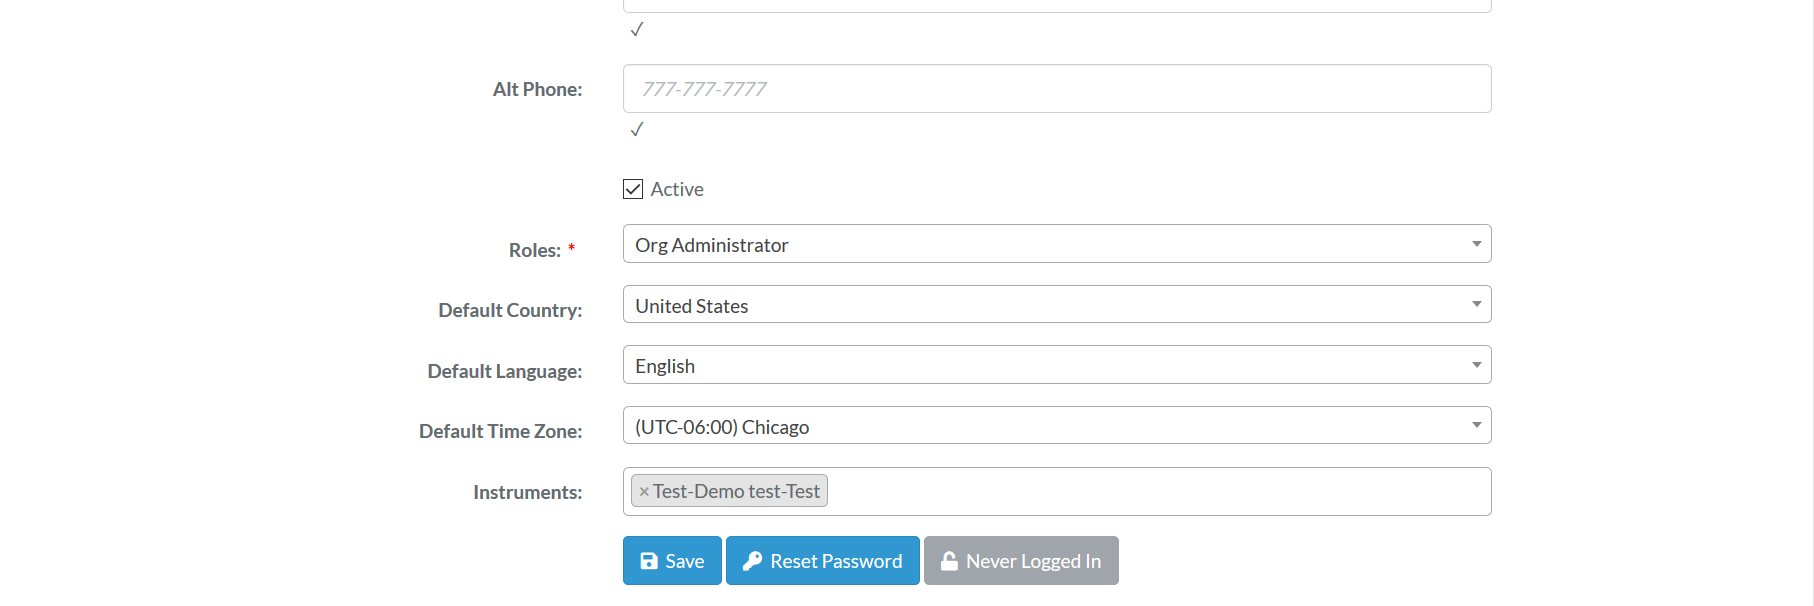 ✓
Alt Phone: 777-777-7777
✓
Active
Roles: * Org Administrator
Default Country: United States
Default Language: English
Default Time Zone: (UTC-06:00) Chicago
Instruments: ×Test-Demo test-Test
Save Reset Password Never Logged In